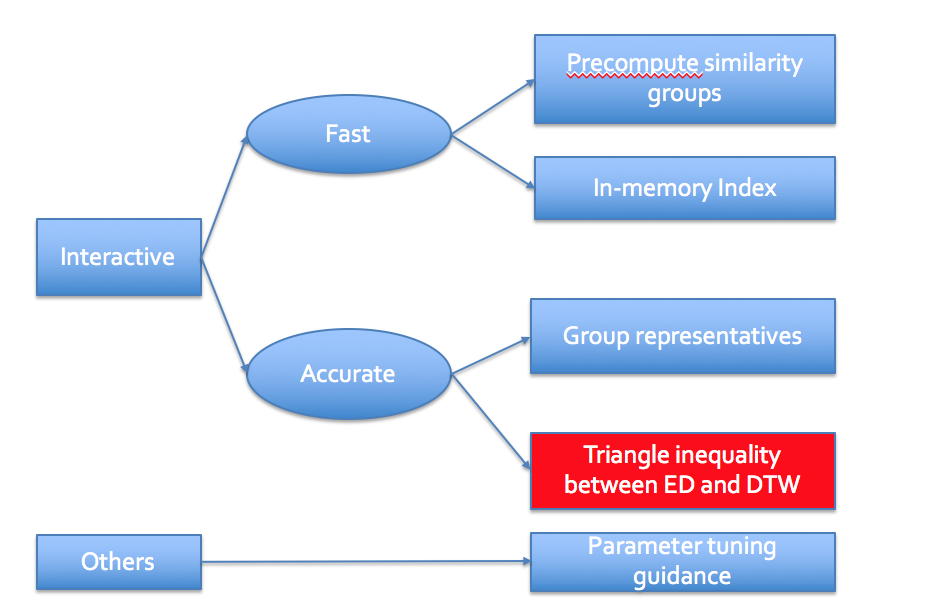 Precompute similarity
groups
Fast
In-memory Index
Interactive
Group representatives
Accurate
Triangle inequality
between ED and DTW
Parameter tuning
guidance
Others